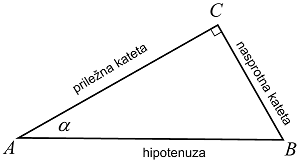 C
priležna kateta
nasprotna kateta
A
α
B
hipotenuza